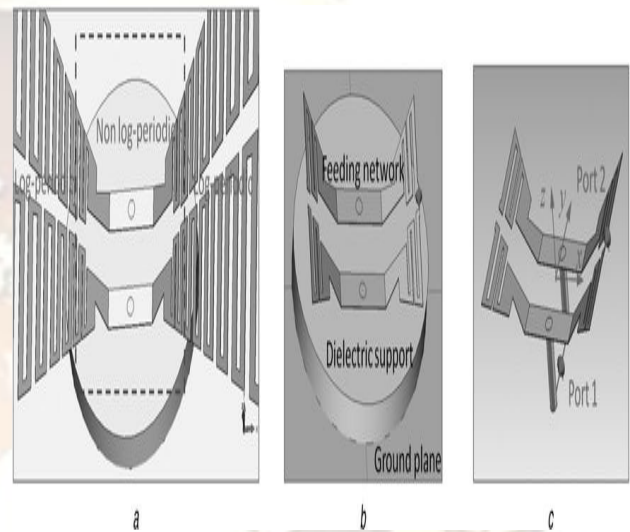 Non log-periodic
Log-periodic
Log-periodic
Feeding network
Dielectric support
Ground plane
Port 2
z
y
x
Port 1
a
b
c